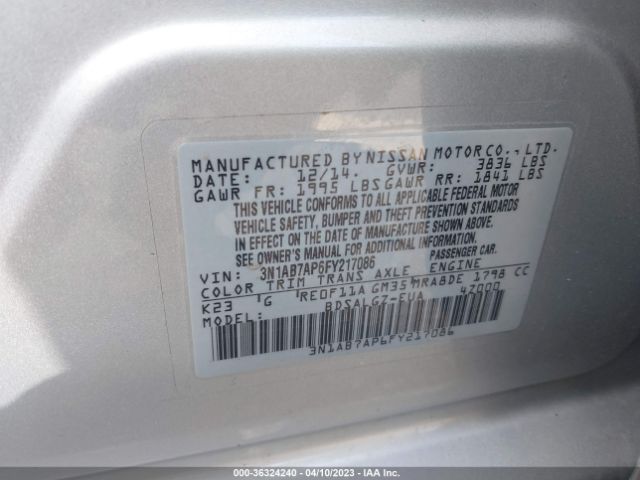 MANUFACTURED BY NISSAN MOTOR CO., LTD.
DATE: 12/14. GVWR: 3836 LBS
GAWR FR: 1995 LBS GAWR RR: 1841 LBS
THIS VEHICLE CONFORMS TO ALL APPLICABLE FEDERAL MOTOR
VEHICLE SAFETY, BUMPER AND THEFT PREVENTION STANDARDS
IN EFFECT ON THE DATE OF MANUFACTURE SHOWN ABOVE.
SEE OWNER'S MANUAL FOR ADDITIONAL INFORMATION
VIN: 3N1AB7AP6FY217086 PASSENGER CAR.
COLOR TRIM TRANS AXLE ENGINE
K23 G RE0F11A GM35 MRA8DE 1798 CC
MODEL: BDSALGZ-EUA 4Z000
3N1AB7AP6FY217086
000-36324240 - 04/10/2023 - IAA Inc.